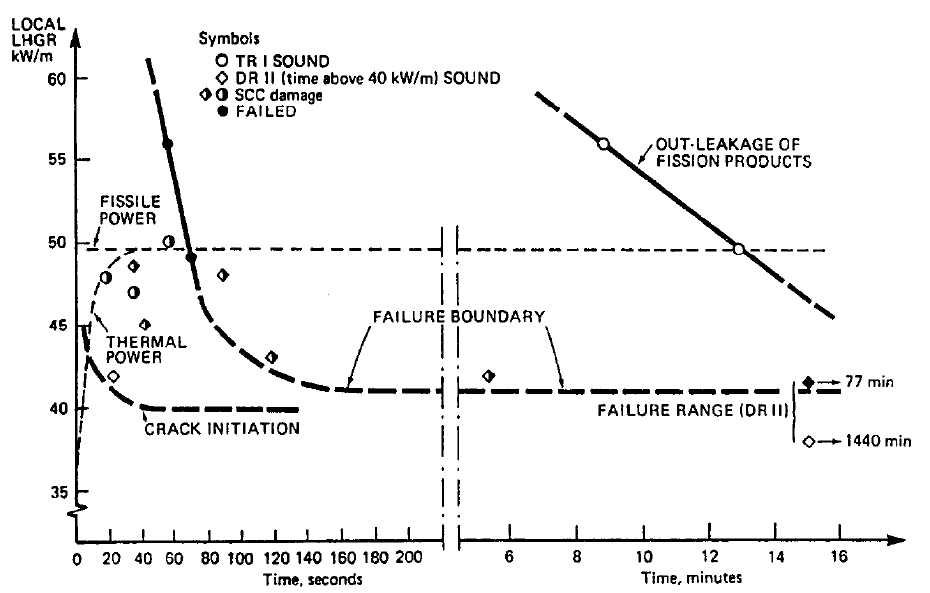 LOCAL
LHGR
kW/m
Symbols
TR I SOUND
DR II (time above 40 kW/m) SOUND
SCC damage
FAILED
60
55
50
45
40
35
OUT-LEAKAGE OF
FISSION PRODUCTS
FISSILE
POWER
THERMAL
POWER
FAILURE BOUNDARY
CRACK INITIATION
FAILURE RANGE (DR II)
77 min
1440 min
0 20 40 60 80 100 120 140 160 180 200
6 8 10 12 14 16
Time, seconds
Time, minutes